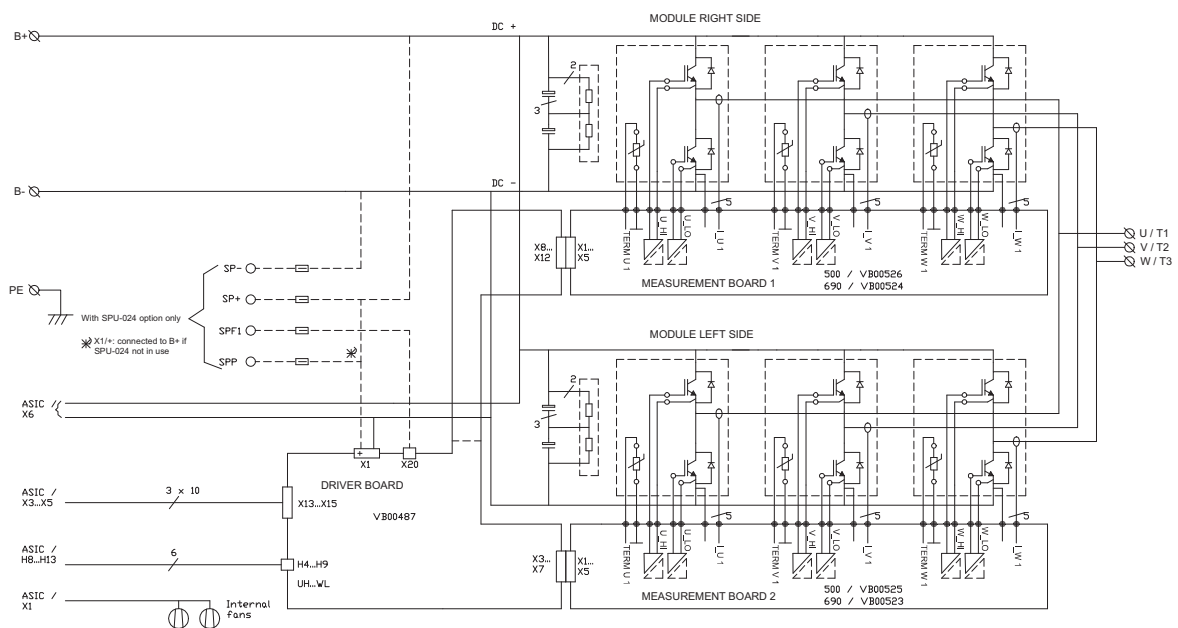 MODULE RIGHT SIDE
DC +
B+
2
3
B-
DC -
5
5
5
TERM U 1
U_HI
U_LO
I_U 1
TERM V 1
V_HI
V_LO
I_V 1
TERM W 1
W_HI
W_LO
I_W 1
X8...
X12
X1...
X5
MEASUREMENT BOARD 1
500 / VB00526
690 / VB00524
U / T1
V / T2
W / T3
PE
SP-
SP+
SPF1
SPP
With SPU-024 option only
X1/+: connected to B+ if
SPU-024 not in use
MODULE LEFT SIDE
2
3
ASIC /
X6
+
X1
X20
DRIVER BOARD
VB00487
ASIC /
X3...X5
3 x 10
X13...X15
ASIC /
H8...H13
6
H4...H9
UH...WL
ASIC /
X1
Internal
fans
5
5
5
TERM U 1
U_HI
U_LO
I_U 1
TERM V 1
V_HI
V_LO
I_V 1
TERM W 1
W_HI
W_LO
I_W 1
X3...
X7
X1...
X5
MEASUREMENT BOARD 2
500 / VB00525
690 / VB00523